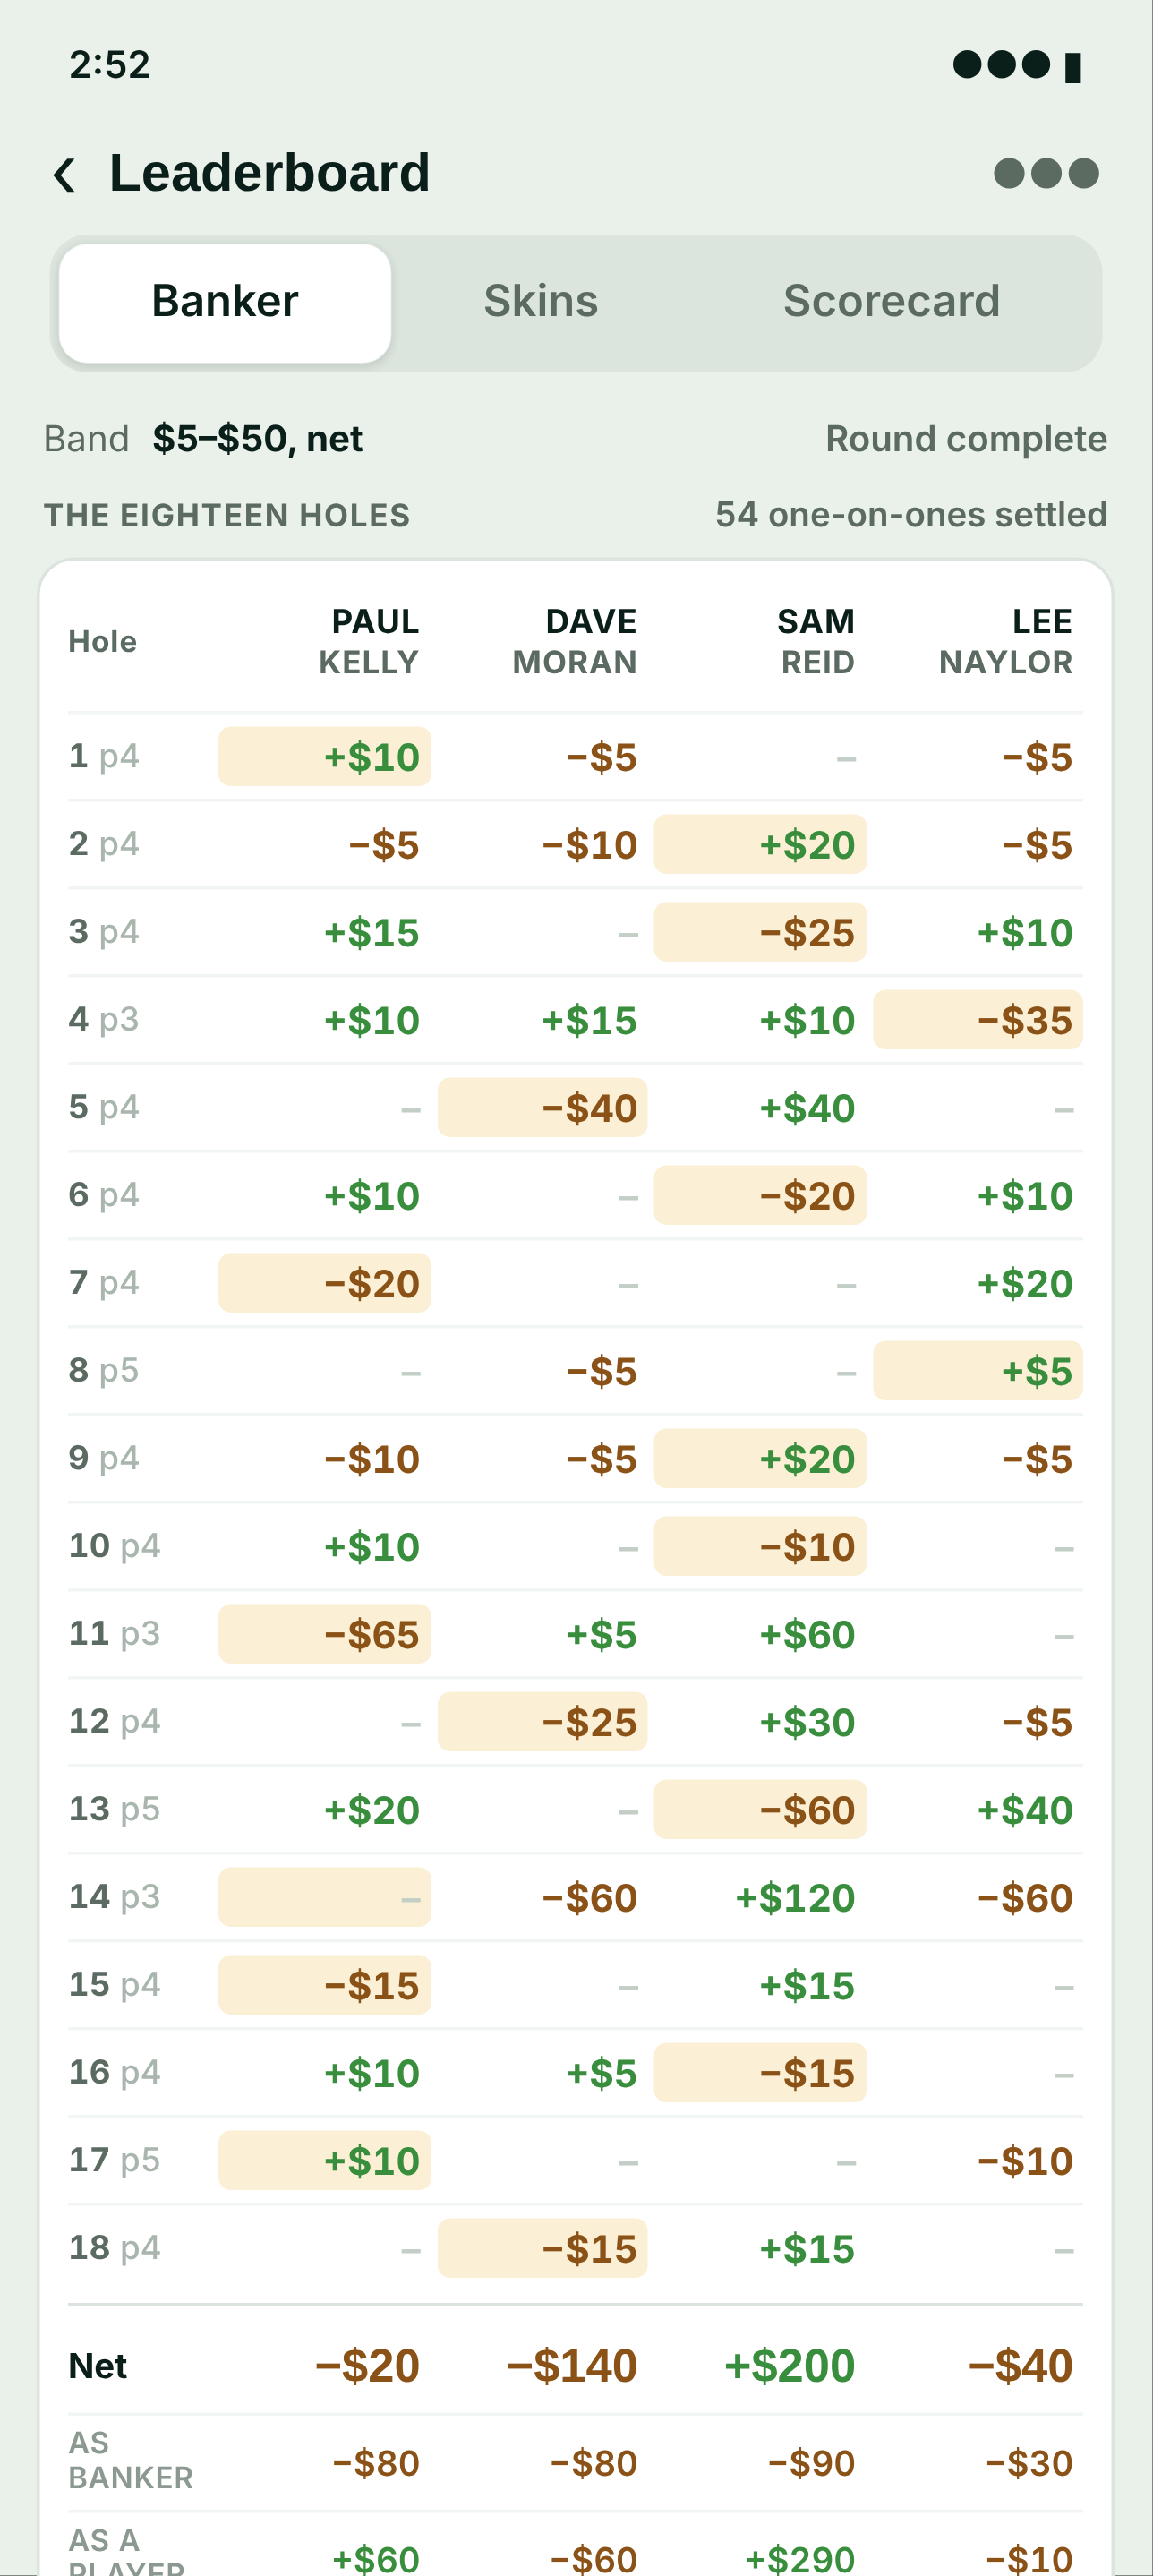 2:52
‹ Leaderboard
Banker Skins Scorecard
Band $5–$50, net Round complete
THE EIGHTEEN HOLES 54 one-on-ones settled
Hole PAUL KELLY DAVE MORAN SAM REID LEE NAYLOR
1 p4 +$10 −$5 – −$5
2 p4 −$5 −$10 +$20 −$5
3 p4 +$15 – −$25 +$10
4 p3 +$10 +$15 +$10 −$35
5 p4 – −$40 +$40 –
6 p4 +$10 – −$20 +$10
7 p4 −$20 – – +$20
8 p5 – −$5 – +$5
9 p4 −$10 −$5 +$20 −$5
10 p4 +$10 – −$10 –
11 p3 −$65 +$5 +$60 –
12 p4 – −$25 +$30 −$5
13 p5 +$20 – −$60 +$40
14 p3 – −$60 +$120 −$60
15 p4 −$15 – +$15 –
16 p4 +$10 +$5 −$15 –
17 p5 +$10 – – −$10
18 p4 – −$15 +$15 –
Net −$20 −$140 +$200 −$40
AS BANKER −$80 −$80 −$90 −$30
AS A PLAYER +$60 −$60 +$290 −$10